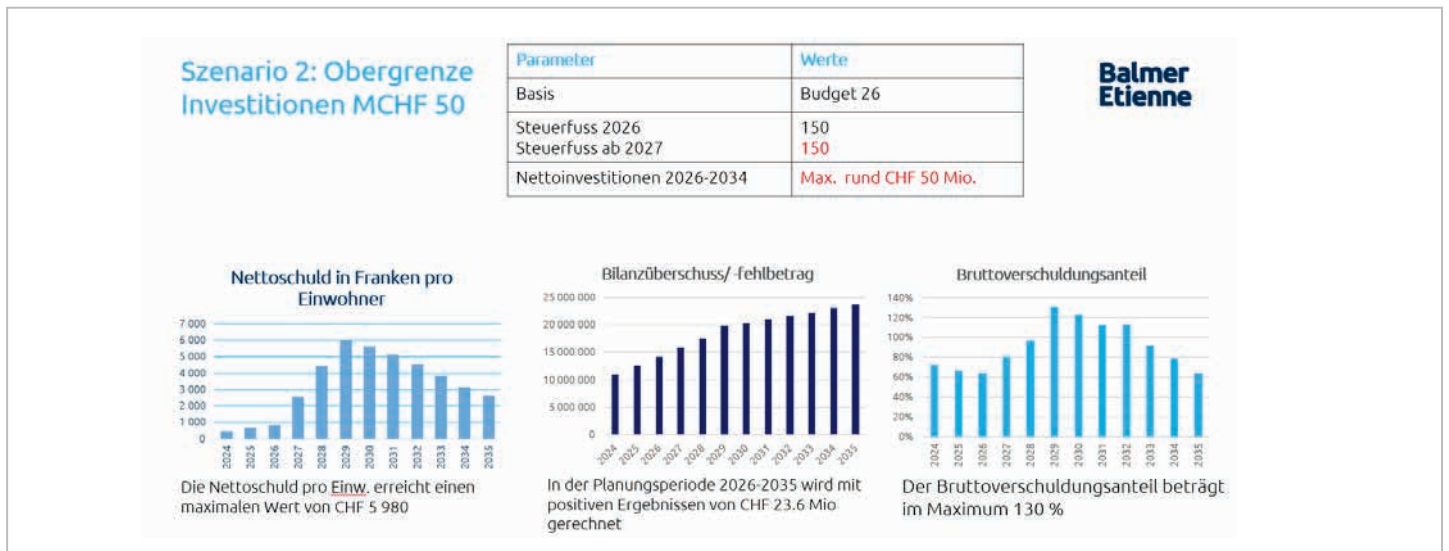 Szenario 2: Obergrenze
Investitionen MCHF 50
Parameter Werte
Basis Budget 26
Steuerfuss 2026 150
Steuerfuss ab 2027 150
Nettoinvestitionen 2026-2034 Max. rund CHF 50 Mio.
Balmer
Etienne
Nettoschuld in Franken pro
Einwohner
7 000
6 000
5 000
4 000
3 000
2 000
1 000
0
2024 2025 2026 2027 2028 2029 2030 2031 2032 2033 2034 2035
Die Nettoschuld pro Einw. erreicht einen
maximalen Wert von CHF 5 980
Bilanzüberschuss/ -fehlbetrag
25 000 000
20 000 000
15 000 000
10 000 000
5 000 000
0
2024 2025 2026 2027 2028 2029 2030 2031 2032 2033 2034 2035
In der Planungsperiode 2026-2035 wird mit
positiven Ergebnissen von CHF 23.6 Mio
gerechnet
Bruttoverschuldungsanteil
140%
120%
100%
80%
60%
40%
20%
0%
2024 2025 2026 2027 2028 2029 2030 2031 2032 2033 2034 2035
Der Bruttoverschuldungsanteil beträgt
im Maximum 130 %